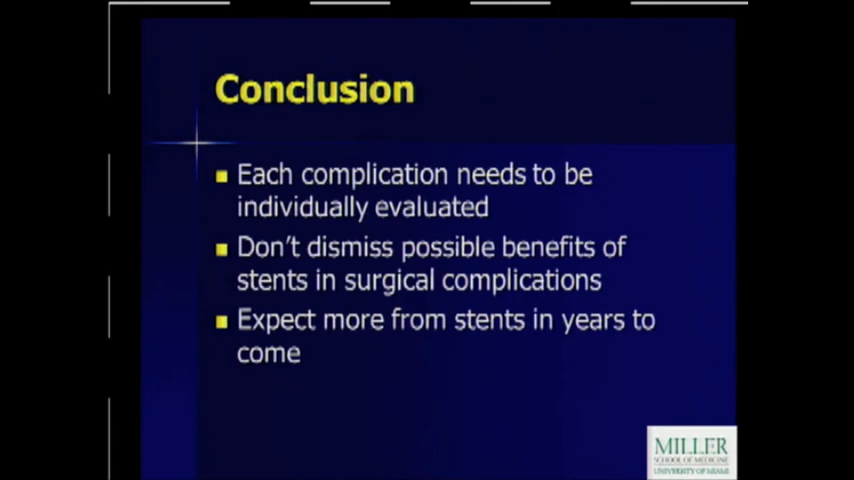 Conclusion
Each complication needs to be
individually evaluated
Don't dismiss possible benefits of
stents in surgical complications
Expect more from stents in years to
come
MILLER
SCHOOL OF MEDICINE
UNIVERSITY OF MIAMI